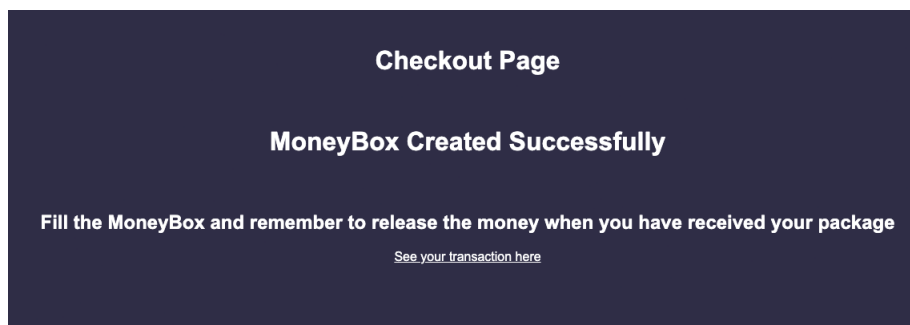 Checkout Page
MoneyBox Created Successfully
Fill the MoneyBox and remember to release the money when you have received your package
See your transaction here